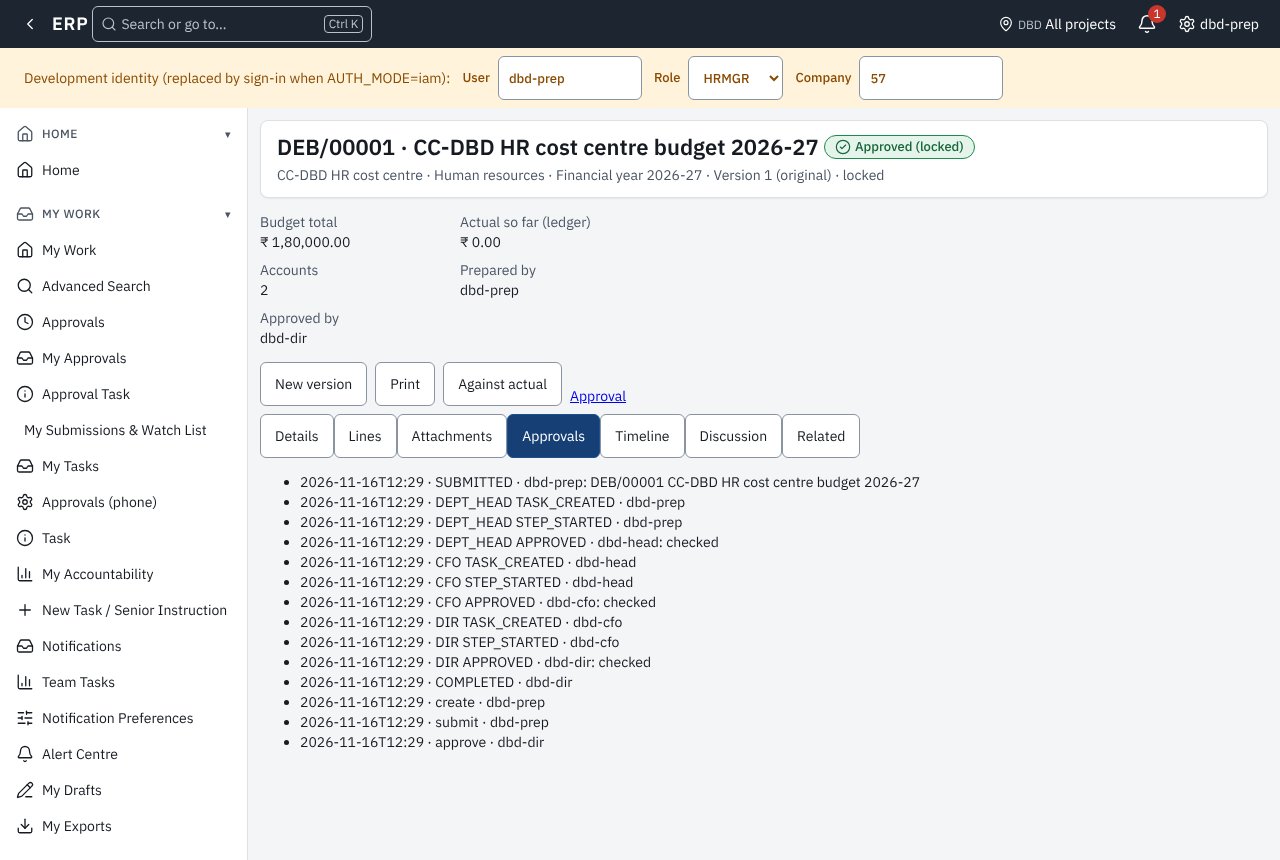 ERP
Search or go to…
Ctrl K
DBD All projects
1
dbd-prep
Development identity (replaced by sign-in when AUTH_MODE=iam):
User
dbd-prep
Role
HRMGR
Company
57
HOME
Home
MY WORK
My Work
Advanced Search
Approvals
My Approvals
Approval Task
My Submissions & Watch List
My Tasks
Approvals (phone)
Task
My Accountability
New Task / Senior Instruction
Notifications
Team Tasks
Notification Preferences
Alert Centre
My Drafts
My Exports
DEB/00001 · CC-DBD HR cost centre budget 2026-27
Approved (locked)
CC-DBD HR cost centre · Human resources · Financial year 2026-27 · Version 1 (original) · locked
Budget total
₹ 1,80,000.00
Actual so far (ledger)
₹ 0.00
Accounts
2
Prepared by
dbd-prep
Approved by
dbd-dir
New version
Print
Against actual
Approval
Details
Lines
Attachments
Approvals
Timeline
Discussion
Related
2026-11-16T12:29 · SUBMITTED · dbd-prep: DEB/00001 CC-DBD HR cost centre budget 2026-27
2026-11-16T12:29 · DEPT_HEAD TASK_CREATED · dbd-prep
2026-11-16T12:29 · DEPT_HEAD STEP_STARTED · dbd-prep
2026-11-16T12:29 · DEPT_HEAD APPROVED · dbd-head: checked
2026-11-16T12:29 · CFO TASK_CREATED · dbd-head
2026-11-16T12:29 · CFO STEP_STARTED · dbd-head
2026-11-16T12:29 · CFO APPROVED · dbd-cfo: checked
2026-11-16T12:29 · DIR TASK_CREATED · dbd-cfo
2026-11-16T12:29 · DIR STEP_STARTED · dbd-cfo
2026-11-16T12:29 · DIR APPROVED · dbd-dir: checked
2026-11-16T12:29 · COMPLETED · dbd-dir
2026-11-16T12:29 · create · dbd-prep
2026-11-16T12:29 · submit · dbd-prep
2026-11-16T12:29 · approve · dbd-dir